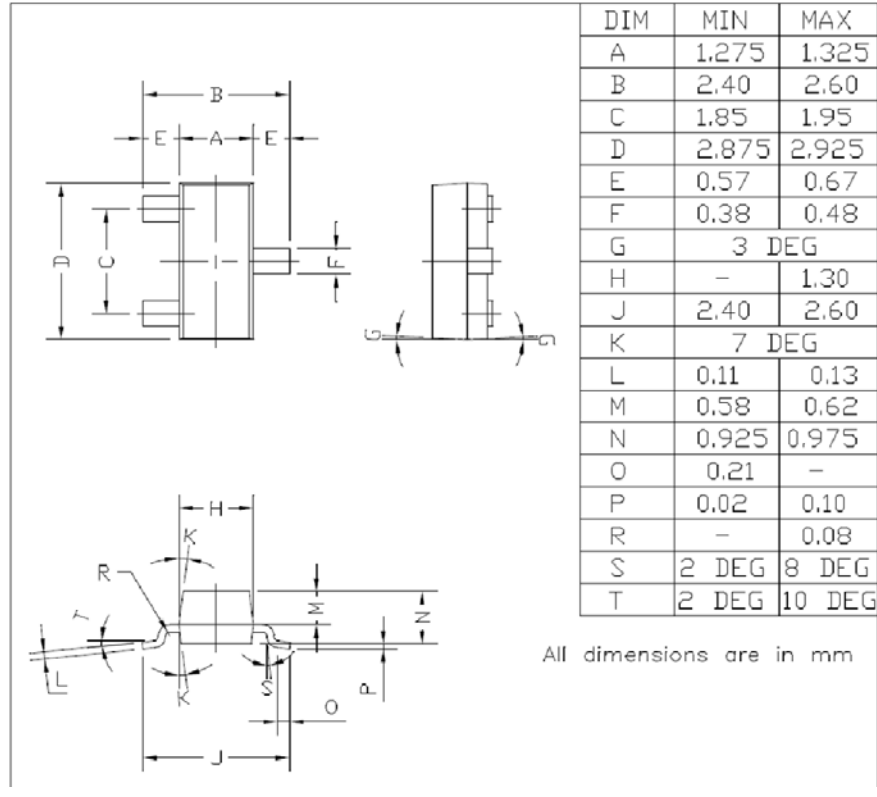 DIM MIN MAX
A 1.275 1.325
B 2.40 2.60
C 1.85 1.95
D 2.875 2.925
E 0.57 0.67
F 0.38 0.48
G 3 DEG
H - 1.30
J 2.40 2.60
K 7 DEG
L 0.11 0.13
M 0.58 0.62
N 0.925 0.975
O 0.21 -
P 0.02 0.10
R - 0.08
S 2 DEG 8 DEG
T 2 DEG 10 DEG
All dimensions are in mm
B
E A E
D C F
G G
H
K
R
T M N
L K S P
O
J